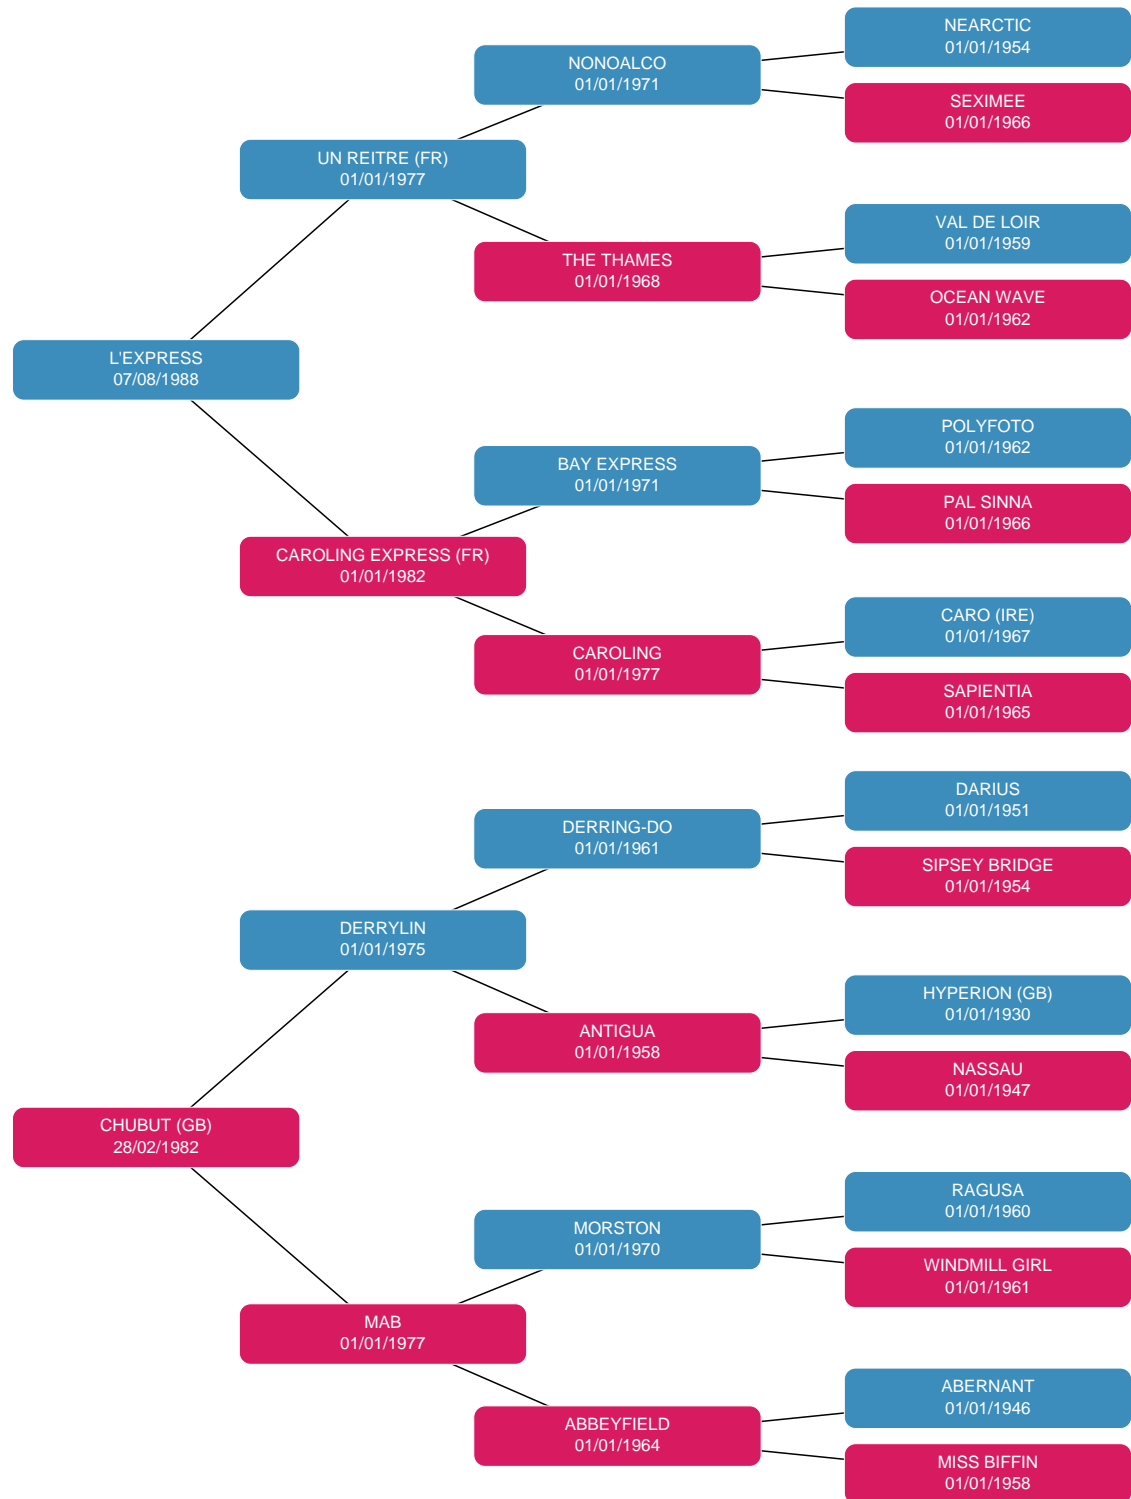 NEARCTIC
01/01/1954
NONOALCO
01/01/1971
SEXIMEE
01/01/1966
UN REITRE (FR)
01/01/1977
VAL DE LOIR
01/01/1959
THE THAMES
01/01/1968
OCEAN WAVE
01/01/1962
L'EXPRESS
07/08/1988
POLYFOTO
01/01/1962
BAY EXPRESS
01/01/1971
PAL SINNA
01/01/1966
CAROLING EXPRESS (FR)
01/01/1982
CARO (IRE)
01/01/1967
CAROLING
01/01/1977
SAPIENTIA
01/01/1965
DARIUS
01/01/1951
DERRING-DO
01/01/1961
SIPSEY BRIDGE
01/01/1954
DERRYLIN
01/01/1975
HYPERION (GB)
01/01/1930
ANTIGUA
01/01/1958
NASSAU
01/01/1947
CHUBUT (GB)
28/02/1982
RAGUSA
01/01/1960
MORSTON
01/01/1970
WINDMILL GIRL
01/01/1961
MAB
01/01/1977
ABERNANT
01/01/1946
ABBEYFIELD
01/01/1964
MISS BIFFIN
01/01/1958